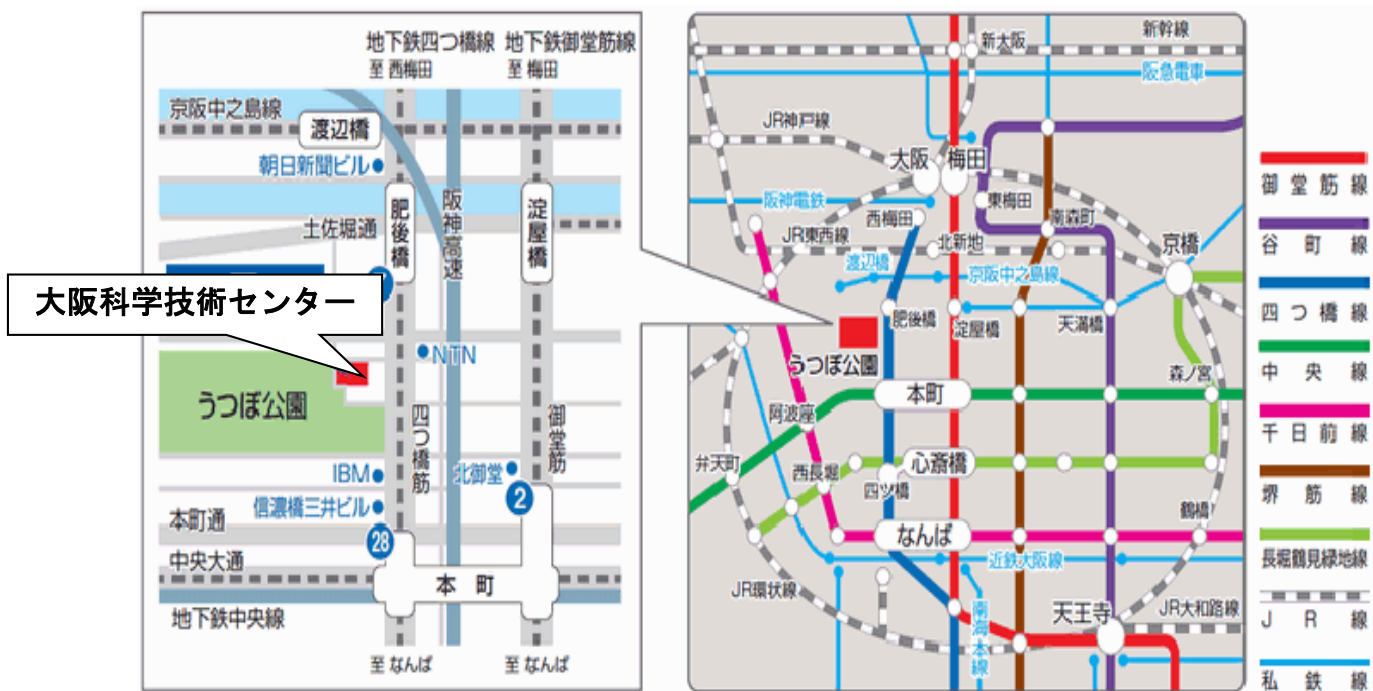 地下鉄四つ橋線
至 西梅田
地下鉄御堂筋線
至 梅田
京阪中之島線
渡辺橋
朝日新聞ビル
肥後橋
阪神高速
淀屋橋
土佐堀通
大阪科学技術センター
NTN
うつぼ公園
四つ橋筋
御堂筋
IBM
北御堂
2
信濃橋三井ビル
本町通
28
中央大通
本町
地下鉄中央線
至 なんば
至 なんば
新幹線
新大阪
阪急電車
JR神戸線
大阪
梅田
阪神電鉄
東梅田
西梅田
南森町
JR東西線
北新地
京橋
渡辺橋
京阪中之島線
肥後橋
淀屋橋
天満橋
うつぼ公園
森ノ宮
本町
阿波座
弁天町
西長堀
心斎橋
四ツ橋
鶴橋
なんば
近鉄大阪線
JR環状線
南海本線
天王寺
JR大和路線
御堂筋線
谷町線
四つ橋線
中央線
千日前線
堺筋線
長堀鶴見緑地線
JR線
私鉄線